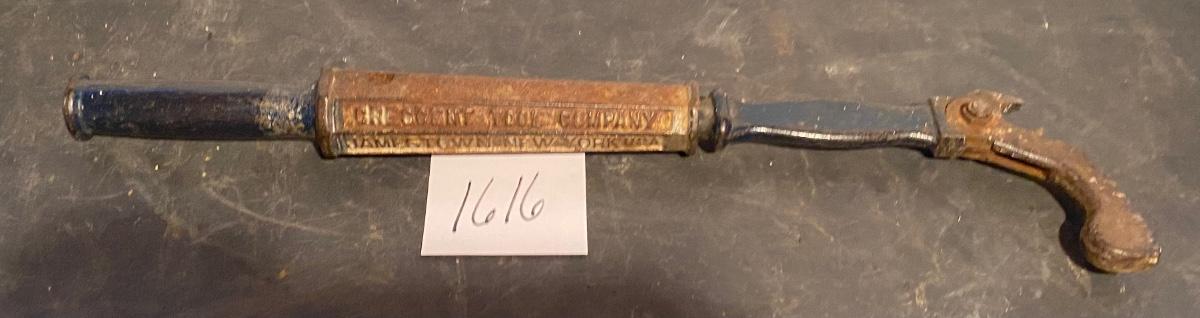 CRESCENT TOOL COMPANY
JAMESTOWN, NEW YORK
1616